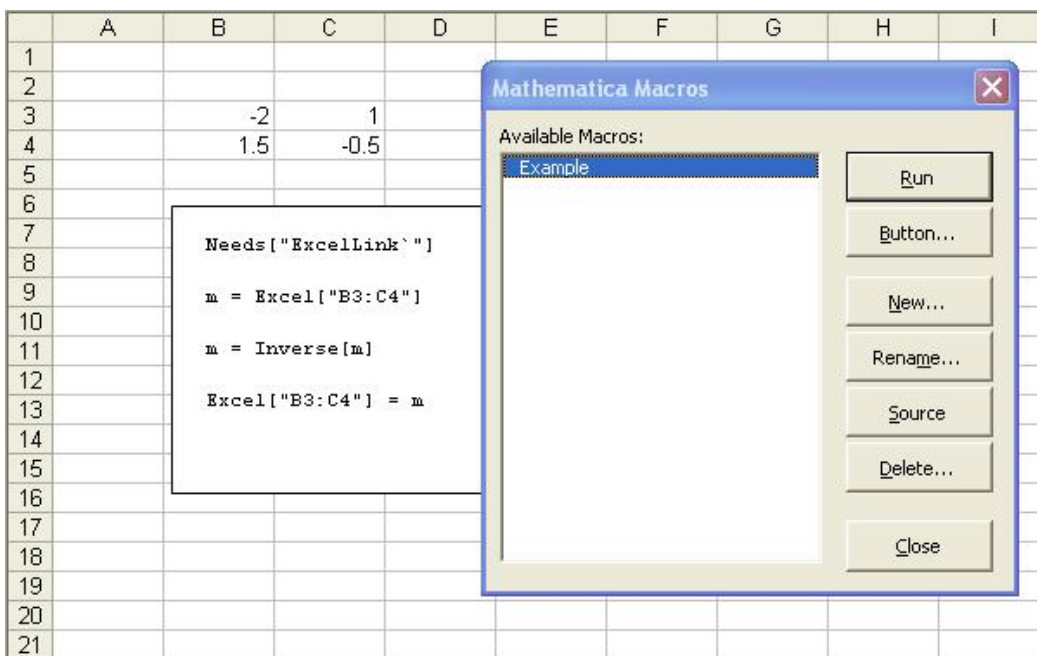 A B C D E F G H I
1
2
3 -2 1
4 1.5 -0.5
5
6
7
8
9
10
11
12
13
14
15
16
17
18
19
20
21
Needs["ExcelLink`"]
m = Excel["B3:C4"]
m = Inverse[m]
Excel["B3:C4"] = m
Mathematica Macros
Available Macros:
Example
Run
Button...
New...
Rename...
Source
Delete...
Close